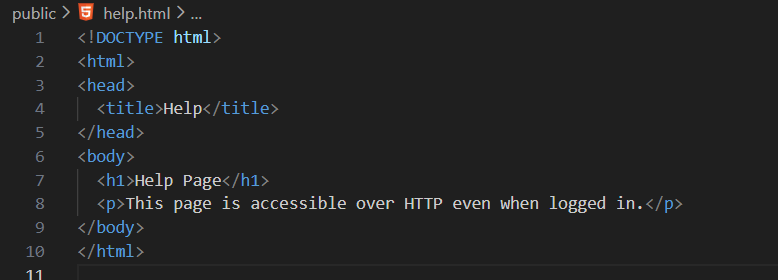 public > help.html > ...
1 <!DOCTYPE html>
2 <html>
3 <head>
4   <title>Help</title>
5 </head>
6 <body>
7   <h1>Help Page</h1>
8   <p>This page is accessible over HTTP even when logged in.</p>
9 </body>
10 </html>
11